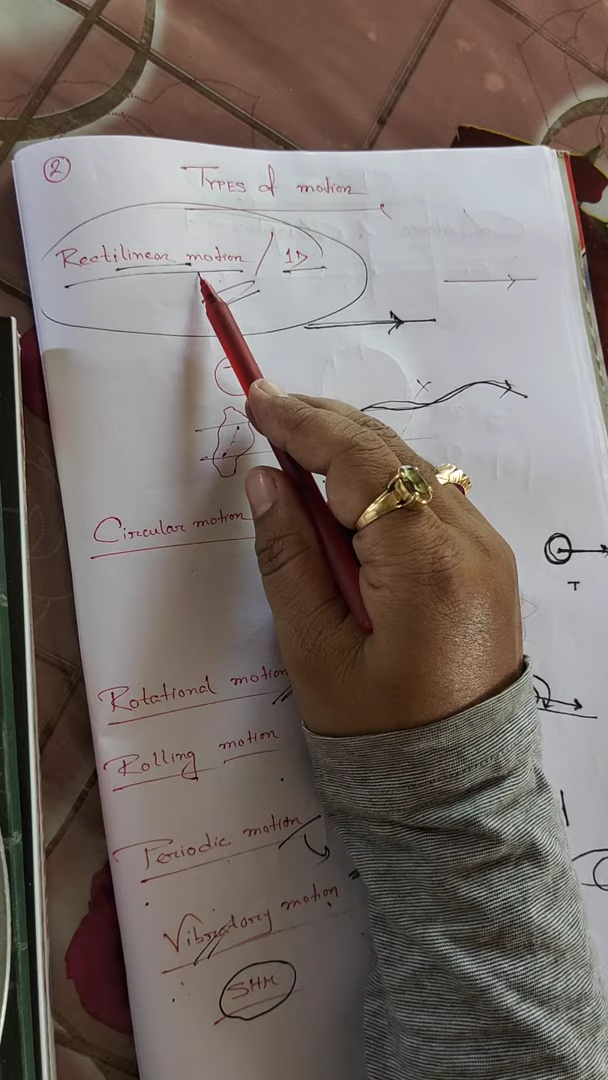 2
TYPES of motion
Rectilinear motion / 1D
x
Circular motion
T
Rotational motion
Rolling motion
Periodic motion
Vibratory motion
SHM